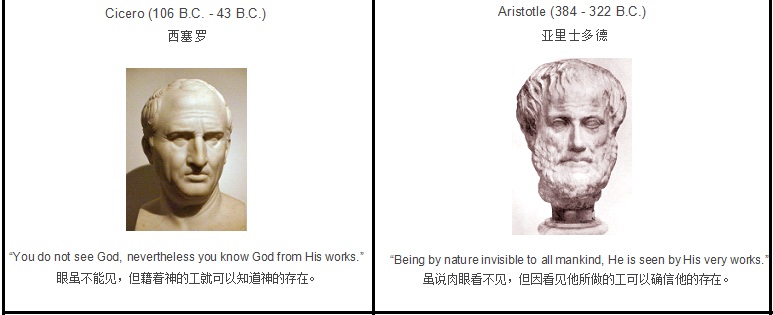 Cicero (106 B.C. - 43 B.C.)
西塞罗
“You do not see God, nevertheless you know God from His works.”
眼虽不能见，但藉着神的工就可以知道神的存在。
Aristotle (384 - 322 B.C.)
亚里士多德
“Being by nature invisible to all mankind, He is seen by His very works.”
虽说肉眼看不见，但因看见他所做的工可以确信他的存在。